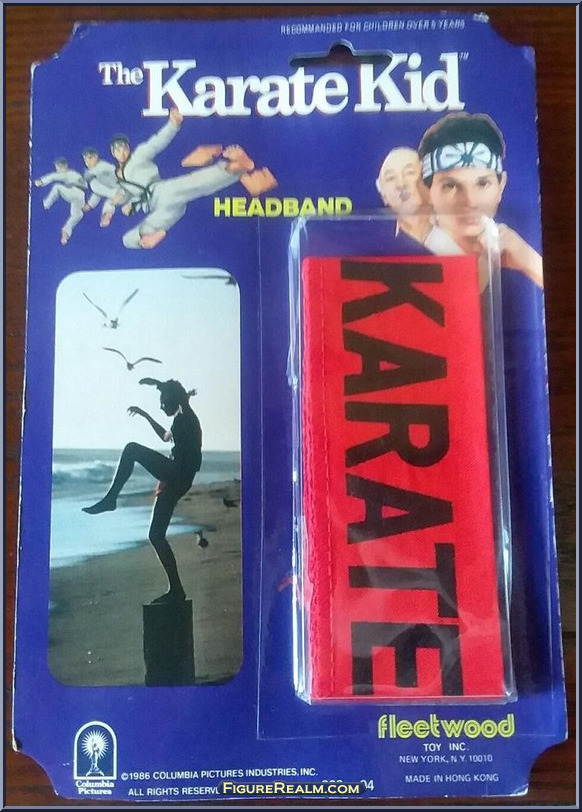 RECOMMENDED FOR CHILDREN OVER 5 YEARS
The Karate Kid™
HEADBAND
KARATE
fleetwood
TOY INC.
NEW YORK, N.Y. 10010
MADE IN HONG KONG
Columbia
Pictures
©1986 COLUMBIA PICTURES INDUSTRIES, INC.
ALL RIGHTS RESERV
FIGUREREALM.COM